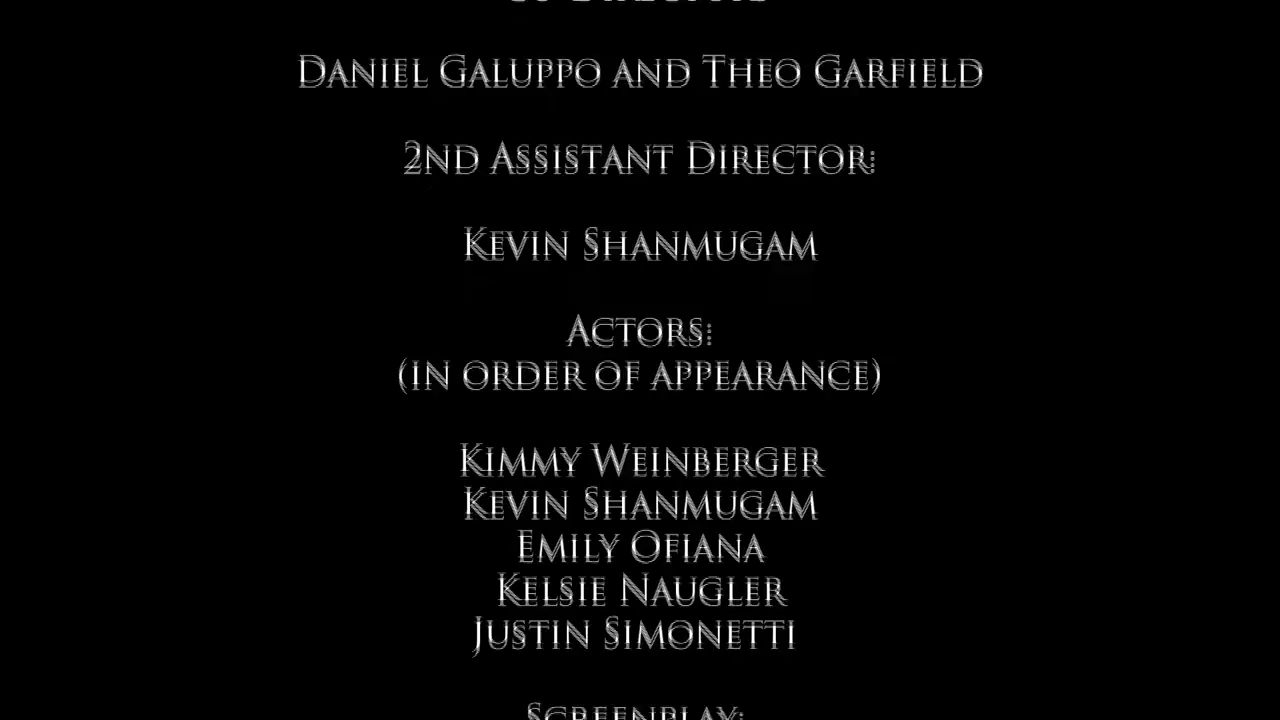 Daniel Galuppo and Theo Garfield
2nd Assistant Director:
Kevin Shanmugam
Actors:
(in order of appearance)
Kimmy Weinberger
Kevin Shanmugam
Emily Ofiana
Kelsie Naugler
Justin Simonetti
Screenplay: